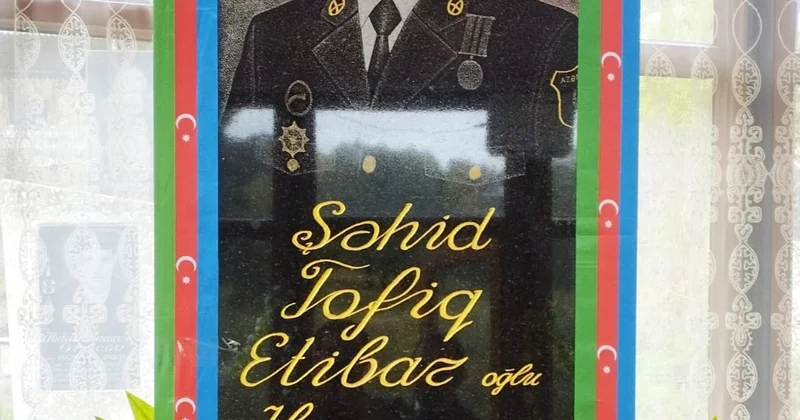 Şəhid
Tofiq
Etibar oğlu